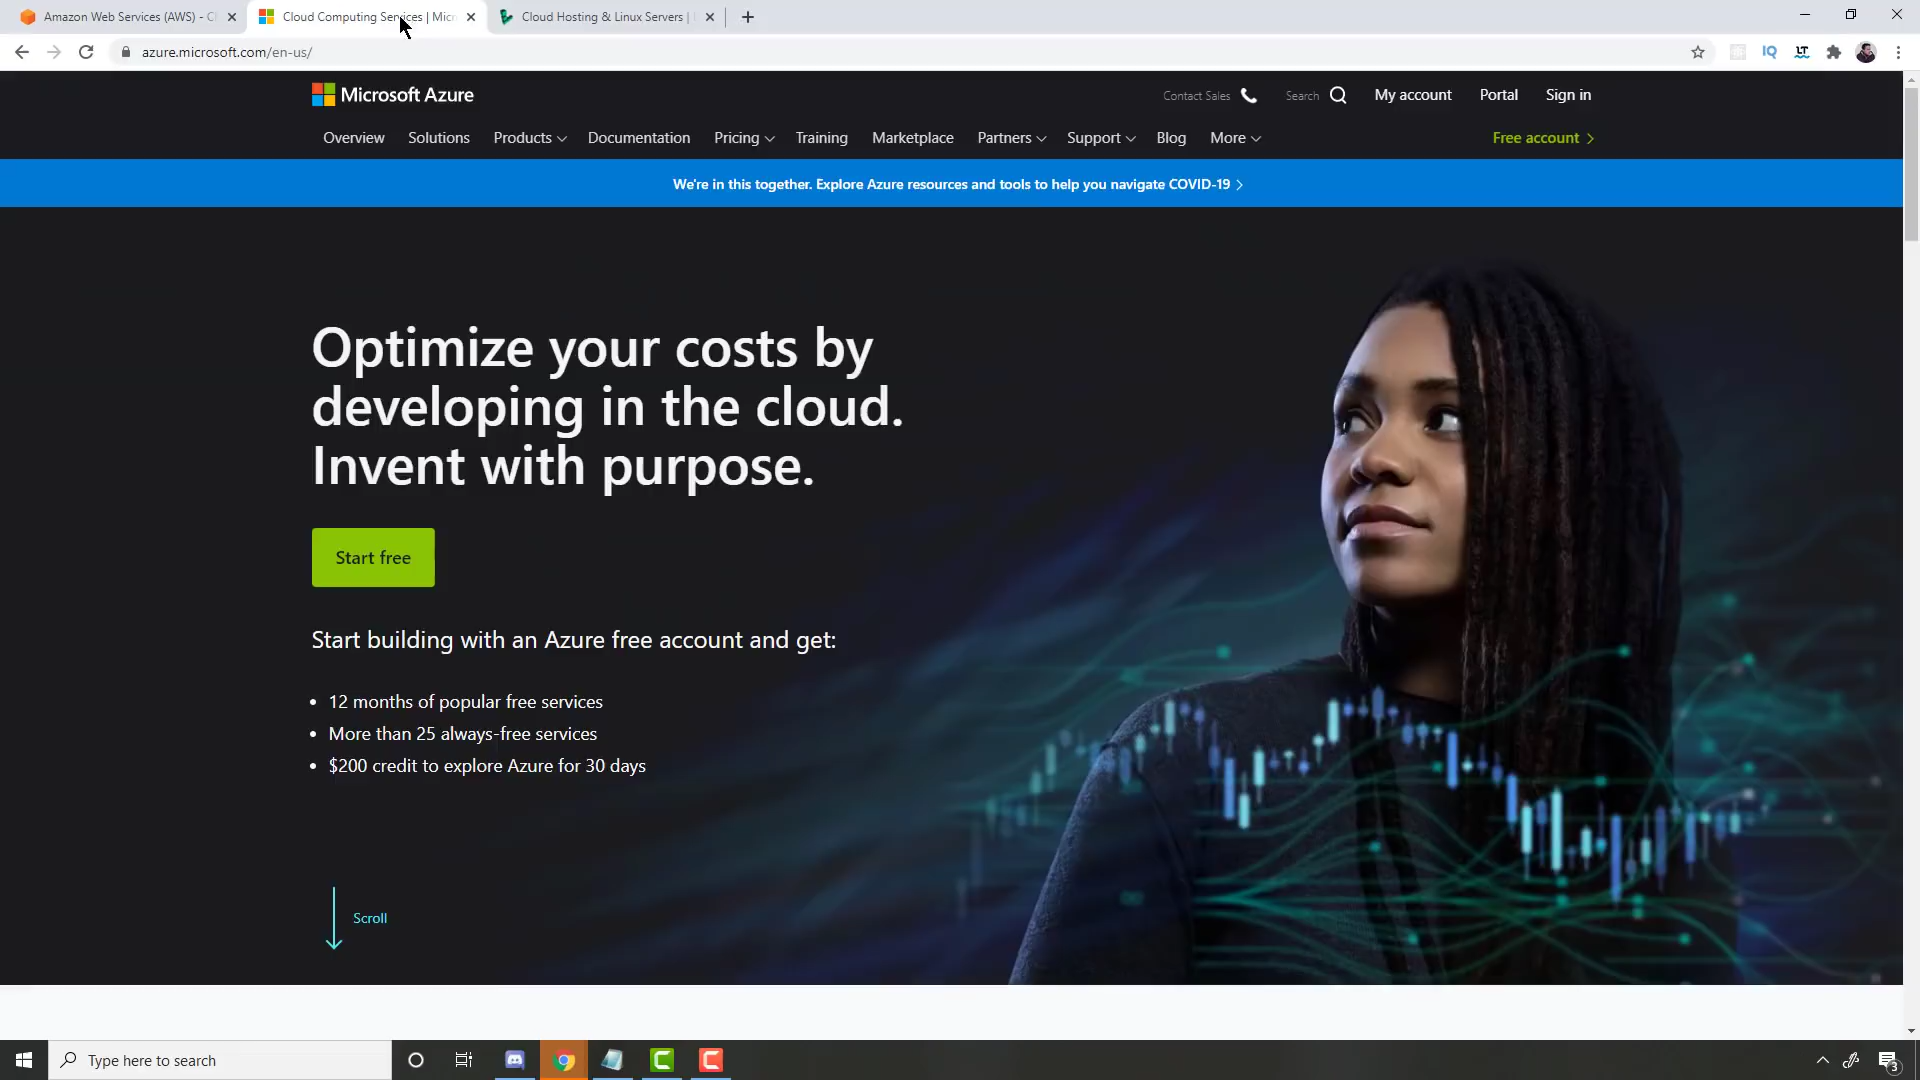 Amazon Web Services (AWS) - C
Cloud Computing Services | Micr
Cloud Hosting & Linux Servers |
azure.microsoft.com/en-us/
IQ
LT
Microsoft Azure
Contact Sales
Search
My account
Portal
Sign in
Overview
Solutions
Products
Documentation
Pricing
Training
Marketplace
Partners
Support
Blog
More
Free account
We're in this together. Explore Azure resources and tools to help you navigate COVID-19
Optimize your costs by
developing in the cloud.
Invent with purpose.
Start free
Start building with an Azure free account and get:
• 12 months of popular free services
• More than 25 always-free services
• $200 credit to explore Azure for 30 days
Scroll
Type here to search
3